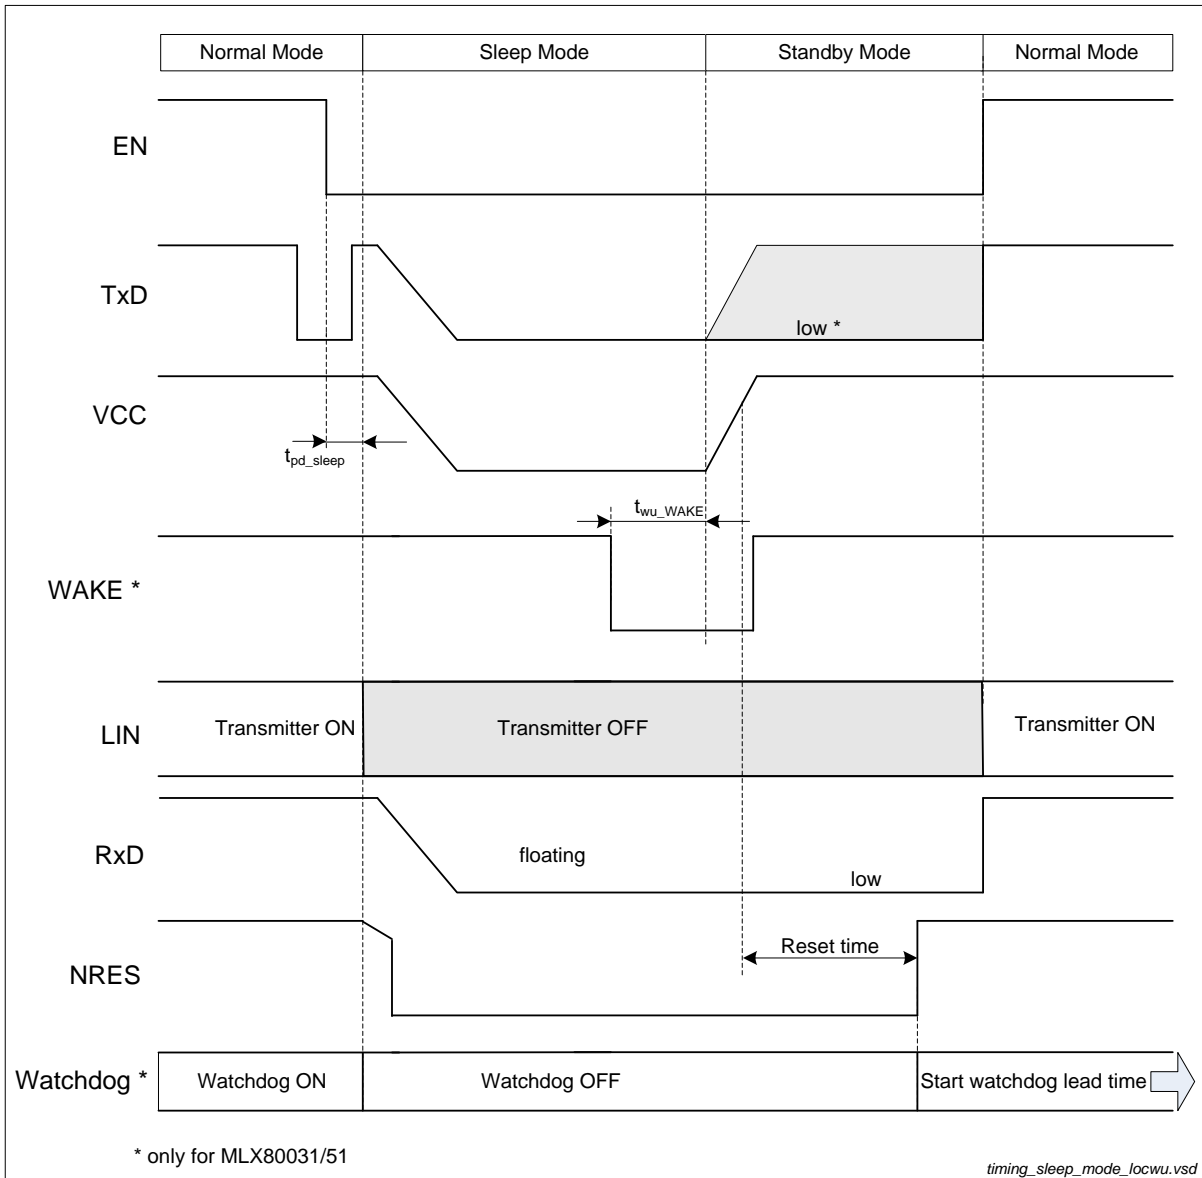 Normal Mode Sleep Mode Standby Mode Normal Mode
EN
TxD
low *
VCC
tpd_sleep
twu_WAKE
WAKE *
LIN
Transmitter ON Transmitter OFF Transmitter ON
RxD
floating
low
NRES
Reset time
Watchdog *
Watchdog ON Watchdog OFF Start watchdog lead time
* only for MLX80031/51
timing_sleep_mode_locwu.vsd